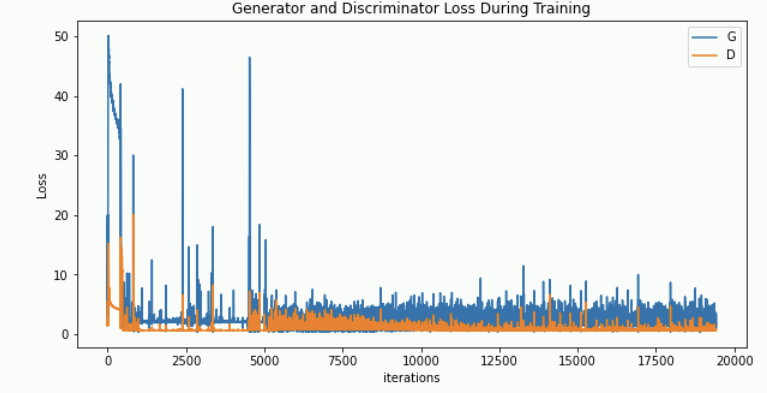 Generator and Discriminator Loss During Training
G
D
50
40
30
20
10
0
Loss
0 2500 5000 7500 10000 12500 15000 17500 20000
iterations